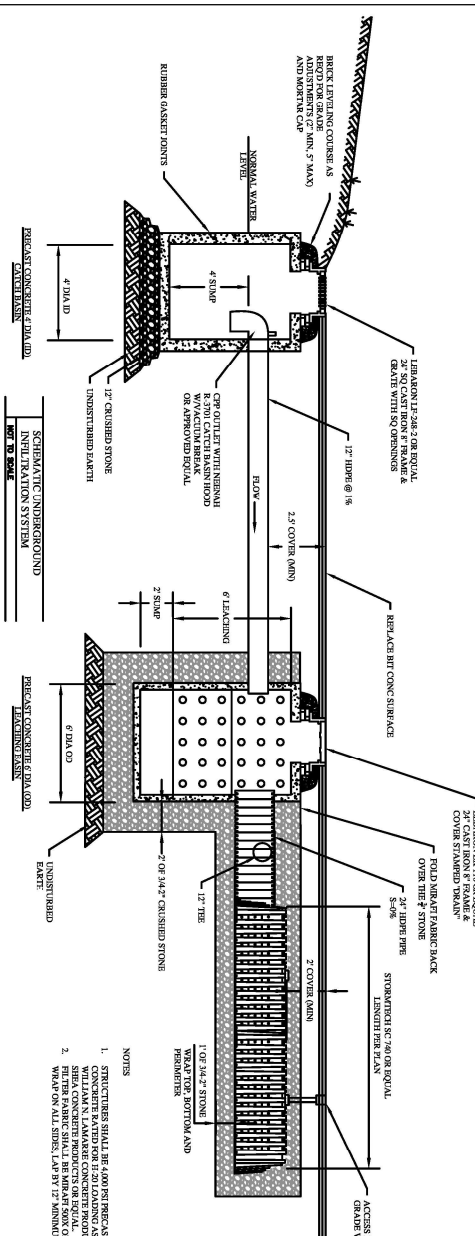 BRICK LEVELING COURSE AS
REQ'D FOR GRADE
ADJUSTMENTS (2" MIN, 5" MAX)
AND MORTAR CAP
LEBARON LF-248-2 OR EQUAL
24" SQ CAST IRON 8" FRAME &
GRATE WITH SQ OPENINGS
REPLACE BIT CONC SURFACE
24" CAST IRON 8" FRAME &
COVER STAMPED "DRAIN"
RUBBER GASKET JOINTS
NORMAL WATER
LEVEL
4' SUMP
12" HDPE @ 1%
2.5' COVER (MIN)
FLOW
CPP OUTLET WITH NEENAH
R-3701 CATCH BASIN HOOD
W/VACUUM BREAK
OR APPROVED EQUAL
12" CRUSHED STONE
UNDISTURBED EARTH
4' DIA ID
PRECAST CONCRETE 4' DIA (ID)
CATCH BASIN
6' LEACHING
2' SUMP
FOLD MIRAFI FABRIC BACK
OVER THE ¾" STONE
24" HDPE PIPE
S=0%
STORMTECH SC 740 OR EQUAL
LENGTH PER PLAN
2' COVER (MIN)
ACCESS
GRADE
12" TEE
2' OF 3/4-2" CRUSHED STONE
1' OF 3/4-2" STONE
WRAP TOP, BOTTOM AND
PERIMETER
UNDISTURBED
EARTH
6' DIA OD
PRECAST CONCRETE 6' DIA (OD)
LEACHING BASIN
SCHEMATIC UNDERGROUND
INFILTRATION SYSTEM
NOT TO SCALE
NOTES
1. STRUCTURES SHALL BE 4,000 PSI PRECAS
CONCRETE RATED FOR H-20 LOADING AS
WILLIAM N. LAMARRE CONCRETE PRODU
SHEA CONCRETE PRODUCTS OR EQUAL.
2. FILTER FABRIC SHALL BE MIRAFI 500X O
WRAP ON ALL SIDES, LAP BY 12" MINIMU